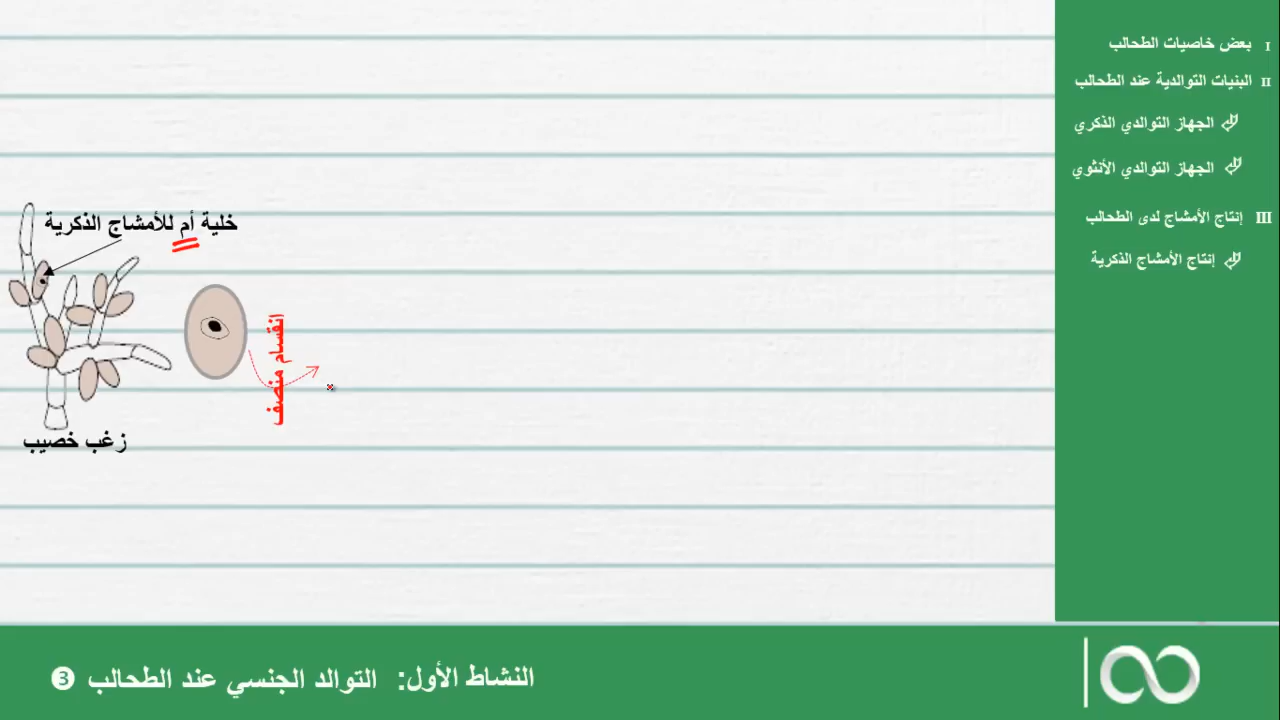 I بعض خاصيات الطحالب
II البنيات التوالدية عند الطحالب
الجهاز التوالدي الذكري
الجهاز التوالدي الأنثوي
III إنتاج الأمشاج لدى الطحالب
إنتاج الأمشاج الذكرية
خلية أم للأمشاج الذكرية
انقسام منصف
زغب خصيب
النشاط الأول: التوالد الجنسي عند الطحالب 3